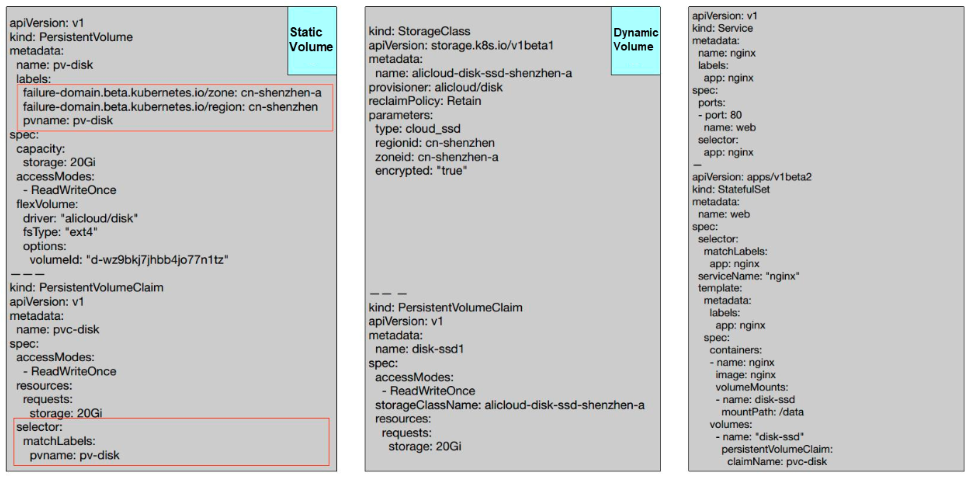 Static
Volume
apiVersion: v1
kind: PersistentVolume
metadata:
  name: pv-disk
  labels:
    failure-domain.beta.kubernetes.io/zone: cn-shenzhen-a
    failure-domain.beta.kubernetes.io/region: cn-shenzhen
    pvname: pv-disk
spec:
  capacity:
    storage: 20Gi
  accessModes:
    - ReadWriteOnce
  flexVolume:
    driver: "alicloud/disk"
    fsType: "ext4"
    options:
      volumeId: "d-wz9bkj7jhbb4jo77n1tz"
———
kind: PersistentVolumeClaim
apiVersion: v1
metadata:
  name: pvc-disk
spec:
  accessModes:
    - ReadWriteOnce
  resources:
    requests:
      storage: 20Gi
  selector:
    matchLabels:
      pvname: pv-disk
Dynamic
Volume
kind: StorageClass
apiVersion: storage.k8s.io/v1beta1
metadata:
  name: alicloud-disk-ssd-shenzhen-a
provisioner: alicloud/disk
reclaimPolicy: Retain
parameters:
  type: cloud_ssd
  regionid: cn-shenzhen
  zoneid: cn-shenzhen-a
  encrypted: "true"
—— —
kind: PersistentVolumeClaim
apiVersion: v1
metadata:
  name: disk-ssd1
spec:
  accessModes:
    - ReadWriteOnce
  storageClassName: alicloud-disk-ssd-shenzhen-a
  resources:
    requests:
      storage: 20Gi
apiVersion: v1
kind: Service
metadata:
  name: nginx
  labels:
    app: nginx
spec:
  ports:
  - port: 80
    name: web
  selector:
    app: nginx
—
apiVersion: apps/v1beta2
kind: StatefulSet
metadata:
  name: web
spec:
  selector:
    matchLabels:
      app: nginx
  serviceName: "nginx"
  template:
    metadata:
      labels:
        app: nginx
    spec:
      containers:
      - name: nginx
        image: nginx
        volumeMounts:
        - name: disk-ssd
          mountPath: /data
      volumes:
        - name: "disk-ssd"
          persistentVolumeClaim:
            claimName: pvc-disk